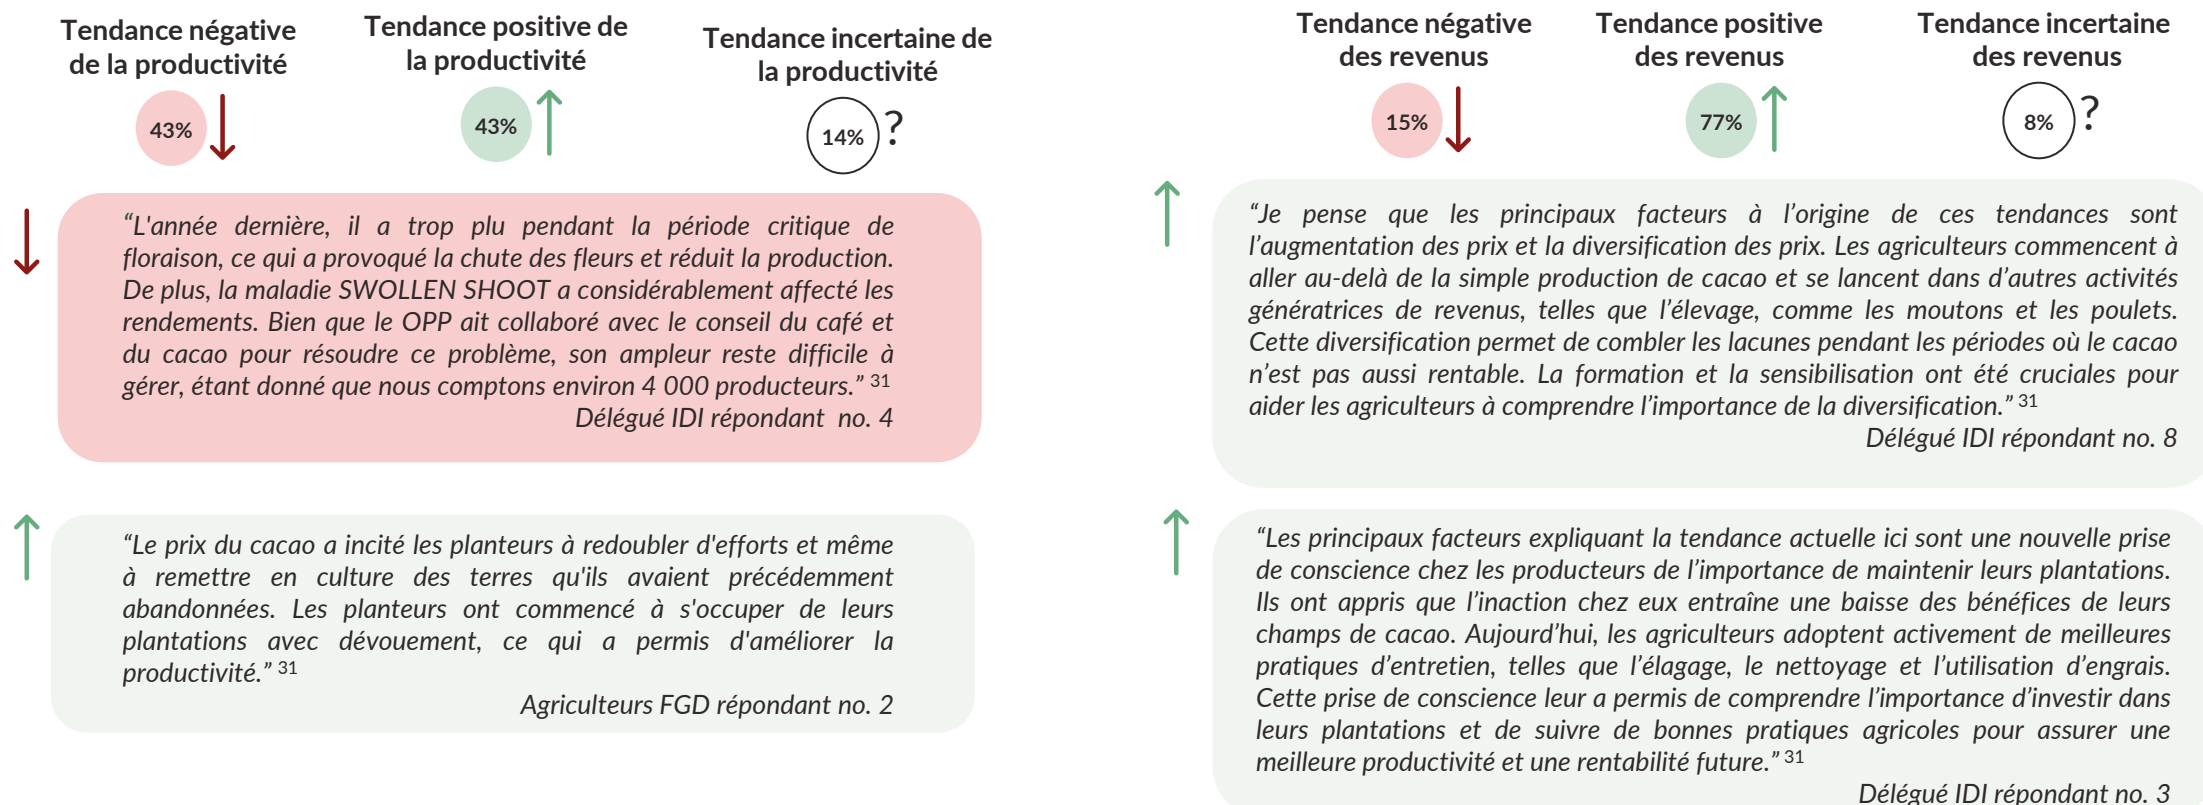 Tendance négative
de la productivité
43%
Tendance positive de
la productivité
43%
Tendance incertaine de
la productivité
14%
?
“L'année dernière, il a trop plu pendant la période critique de
floraison, ce qui a provoqué la chute des fleurs et réduit la production.
De plus, la maladie SWOLLEN SHOOT a considérablement affecté les
rendements. Bien que le OPP ait collaboré avec le conseil du café et
du cacao pour résoudre ce problème, son ampleur reste difficile à
gérer, étant donné que nous comptons environ 4 000 producteurs.” 31
Délégué IDI répondant no. 4
“Le prix du cacao a incité les planteurs à redoubler d'efforts et même
à remettre en culture des terres qu'ils avaient précédemment
abandonnées. Les planteurs ont commencé à s'occuper de leurs
plantations avec dévouement, ce qui a permis d'améliorer la
productivité.” 31
Agriculteurs FGD répondant no. 2
Tendance négative
des revenus
15%
Tendance positive
des revenus
77%
Tendance incertaine
des revenus
8%
?
“Je pense que les principaux facteurs à l’origine de ces tendances sont
l’augmentation des prix et la diversification des prix. Les agriculteurs commencent à
aller au-delà de la simple production de cacao et se lancent dans d’autres activités
génératrices de revenus, telles que l’élevage, comme les moutons et les poulets.
Cette diversification permet de combler les lacunes pendant les périodes où le cacao
n’est pas aussi rentable. La formation et la sensibilisation ont été cruciales pour
aider les agriculteurs à comprendre l’importance de la diversification.” 31
Délégué IDI répondant no. 8
“Les principaux facteurs expliquant la tendance actuelle ici sont une nouvelle prise
de conscience chez les producteurs de l’importance de maintenir leurs plantations.
Ils ont appris que l’inaction chez eux entraîne une baisse des bénéfices de leurs
champs de cacao. Aujourd’hui, les agriculteurs adoptent activement de meilleures
pratiques d’entretien, telles que l’élagage, le nettoyage et l’utilisation d’engrais.
Cette prise de conscience leur a permis de comprendre l’importance d’investir dans
leurs plantations et de suivre de bonnes pratiques agricoles pour assurer une
meilleure productivité et une rentabilité future.” 31
Délégué IDI répondant no. 3